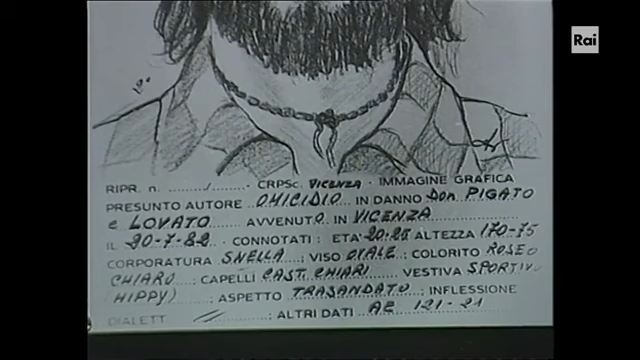 Rai
RIPR. n. ......./....... - CRPSc. VICENZA - IMMAGINE GRAFICA
PRESUNTO AUTORE OMICIDIO IN DANNO Don. PIGATO
e LOVATO AVVENUTO IN VICENZA
IL 20-7-82 - CONNOTATI : ETA' 20-25 ALTEZZA 170-75
CORPORATURA SNELLA ; VISO OVALE ; COLORITO ROSEO
CHIARO ; CAPELLI CAST. CHIARI VESTIVA SPORTIVO
(HIPPY) ; ASPETTO TRASANDATO ; INFLESSIONE
DIALETT // ; ALTRI DATI AE 121-21